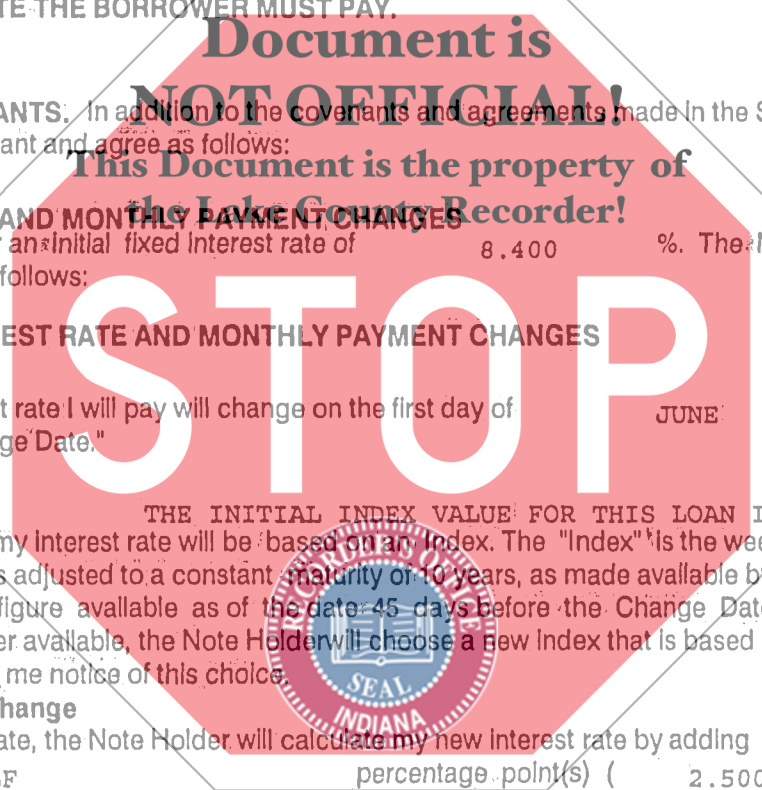 TE THE BORROWER MUST PAY.
Document is
NOT OFFICIAL!
ANTS. In addition to the covenants and agreements made in the S
ant and agree as follows:
This Document is the property of
the Lake County Recorder!
AND MONTHLY PAYMENT CHANGES
an initial fixed interest rate of 8.400 %. The N
follows:
STOP
EST RATE AND MONTHLY PAYMENT CHANGES
t rate I will pay will change on the first day of JUNE
ge Date."
THE INITIAL INDEX VALUE FOR THIS LOAN I
my interest rate will be based on an Index. The "Index" is the wee
s adjusted to a constant maturity of 10 years, as made available b
figure available as of the date 45 days before the Change Date
er available, the Note Holder will choose a new Index that is based
me notice of this choice.
RECORDER'S OFFICE
SEAL
INDIANA
hange
ate, the Note Holder will calculate my new interest rate by adding
percentage point(s) ( 2.500